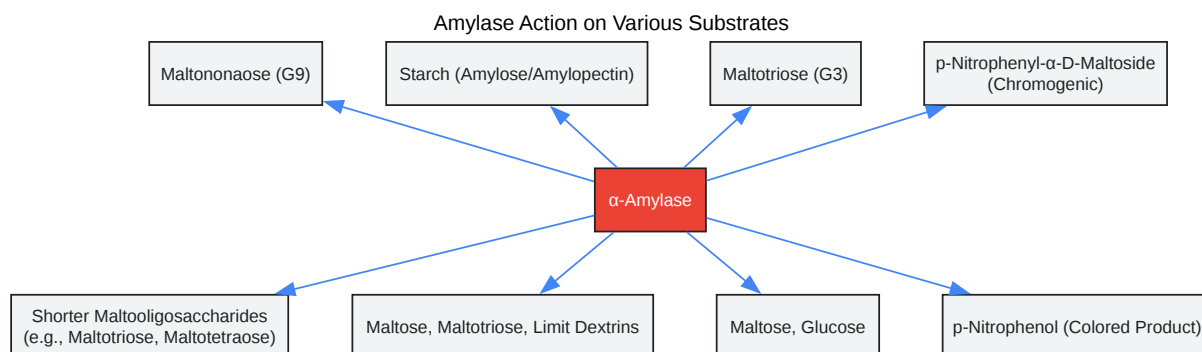 Amylase Action on Various Substrates
Maltononaose (G9)
Starch (Amylose/Amylopectin)
Maltotriose (G3)
p-Nitrophenyl-α-D-Maltoside
(Chromogenic)
α-Amylase
Shorter Maltooligosaccharides
(e.g., Maltotriose, Maltotetraose)
Maltose, Maltotriose, Limit Dextrins
Maltose, Glucose
p-Nitrophenol (Colored Product)